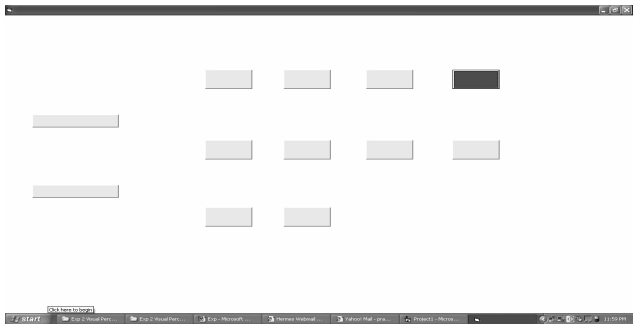 Click here to begin
start
Exp 2 Visual Perc...
Exp 2 Visual Perc...
Exp - Microsoft ...
Hermes Webmail ...
Yahoo! Mail - pra...
Project1 - Micros...
11:59 PM